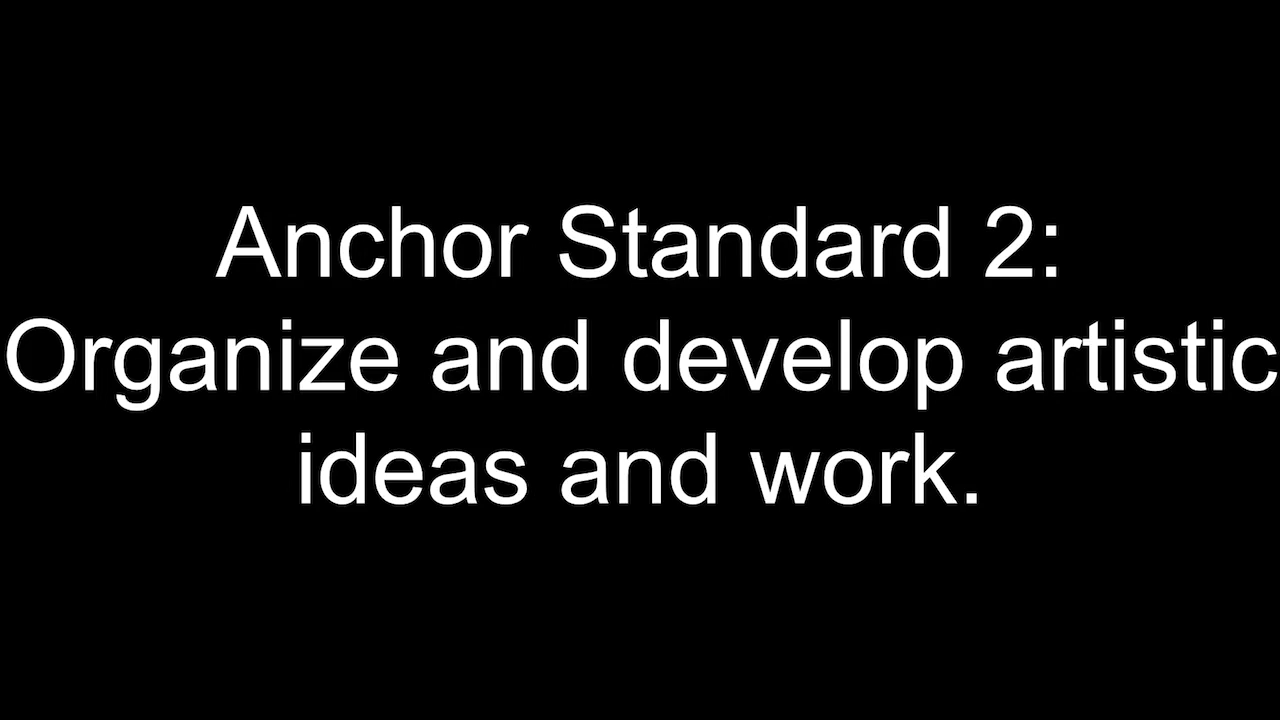 Anchor Standard 2:
Organize and develop artistic
ideas and work.